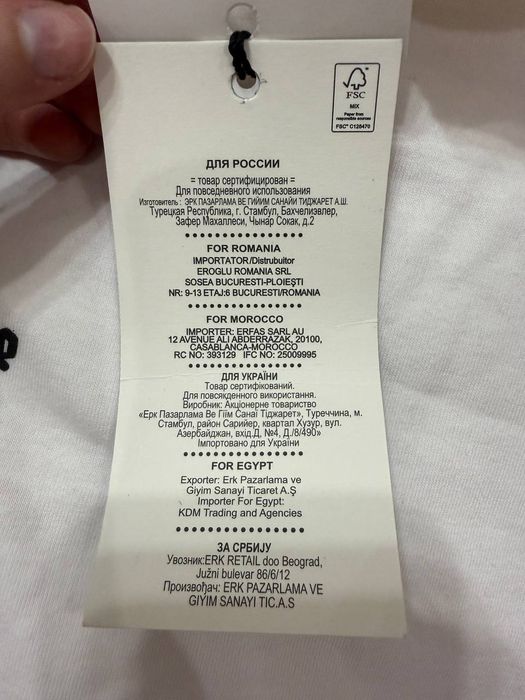 FSC
MIX
Paper from
responsible sources
FSC® C128470
ДЛЯ РОССИИ
= товар сертифицирован =
Для повседневного использования
Изготовитель : ЭРК ПАЗАРЛАМА ВЕ ГИЙИМ САНАЙИ ТИДЖАРЕТ А.Ш.
Турецкая Республика, г. Стамбул, Бахчелиэвлер,
Зафер Махаллеси, Чынар Сокак, д.2
FOR ROMANIA
IMPORTATOR/Distrubuitor
EROGLU ROMANIA SRL
SOSEA BUCURESTI-PLOIEŞTI
NR: 9-13 ETAJ:6 BUCURESTI/ROMANIA
FOR MOROCCO
IMPORTER: ERFAS SARL AU
12 AVENUE ALI ABDERRAZAK, 20100,
CASABLANCA-MOROCCO
RC NO: 393129 IFC NO: 25009995
ДЛЯ УКРАЇНИ
Товар сертифікований.
Для повсякденного використання.
Виробник: Акціонерне товариство
«Ерк Пазарлама Ве Гіїм Санаї Тіджарет», Туреччина, м.
Стамбул, район Сарийер, квартал Хузур, вул.
Азербайджан, вхід.Д, №4, Д./8/490»
Імпортовано для України
FOR EGYPT
Exporter: Erk Pazarlama ve
Giyim Sanayi Ticaret A.Ş
Importer For Egypt:
KDM Trading and Agencies
ЗА СРБИЈУ
Увозник:ERK RETAIL doo Beograd,
Južni bulevar 86/6/12
Произвођач: ERK PAZARLAMA VE
GIYIM SANAYI TIC.A.S